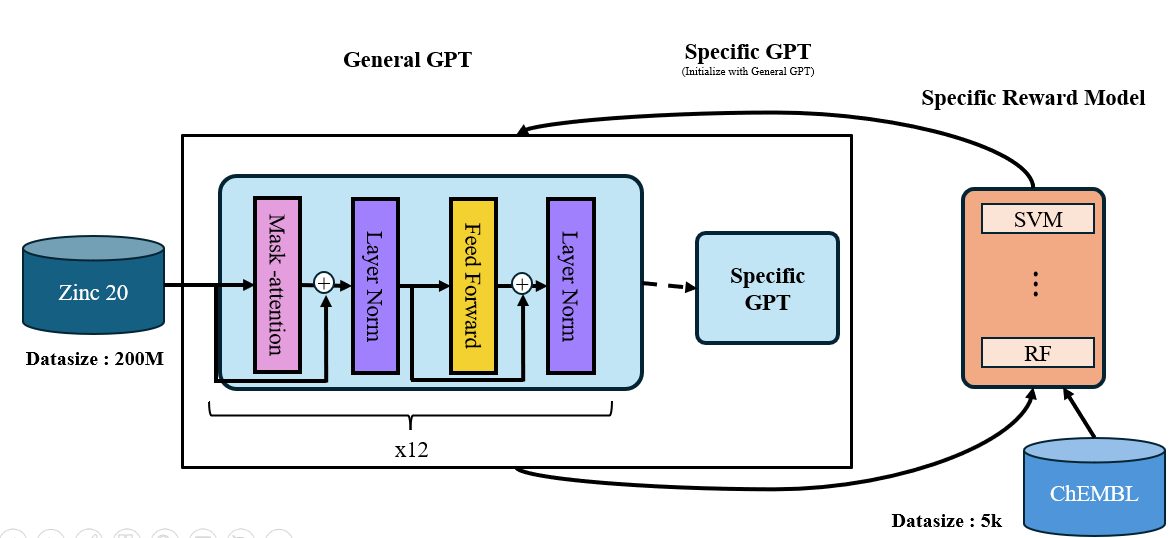 General GPT
Specific GPT
(Initialize with General GPT)
Specific Reward Model
Zinc 20
Datasize : 200M
Mask -attention
+
Layer Norm
Feed Forward
+
Layer Norm
x12
Specific
GPT
SVM
⋮
RF
ChEMBL
Datasize : 5k